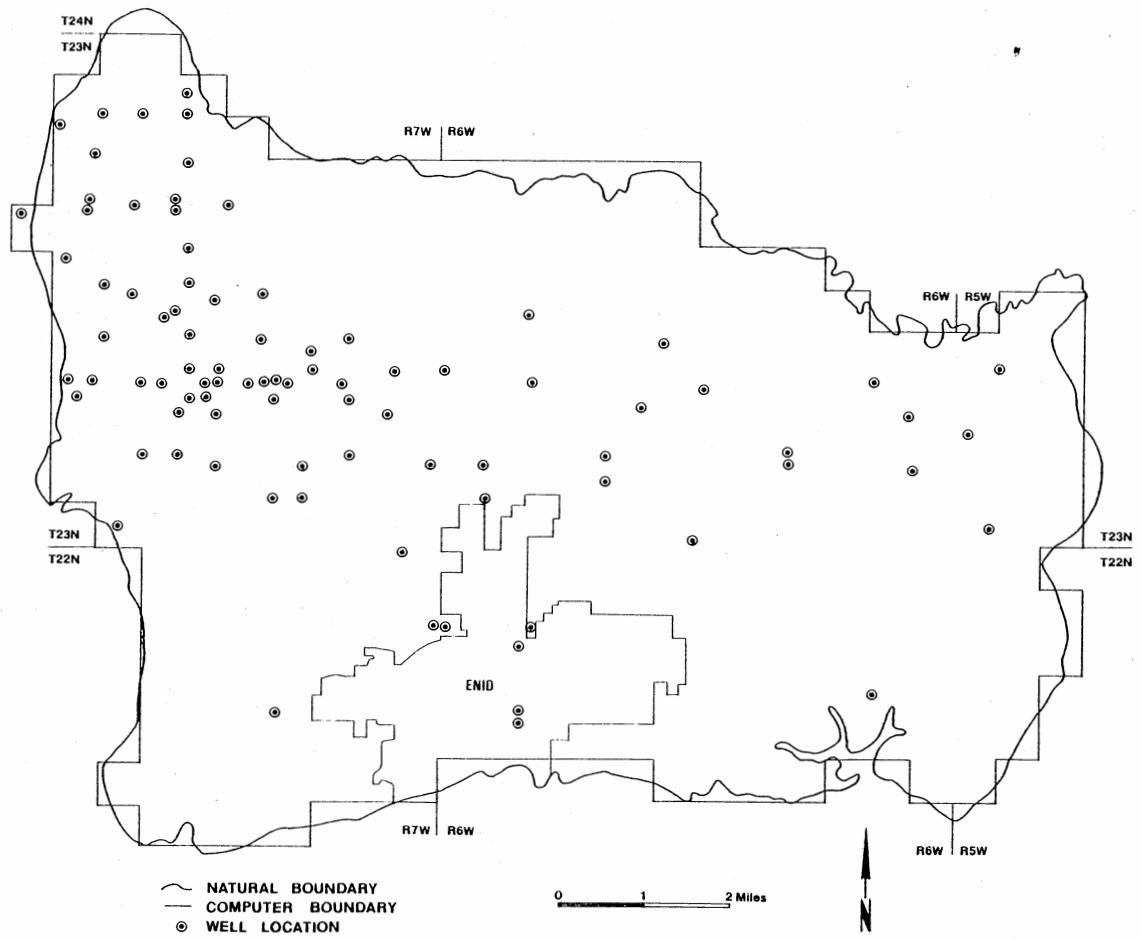 T24N
T23N
R7W R6W
R6W R5W
T23N
T22N
T23N
T22N
ENID
R7W R6W
R6W R5W
NATURAL BOUNDARY
COMPUTER BOUNDARY
WELL LOCATION
0 1 2 Miles
N